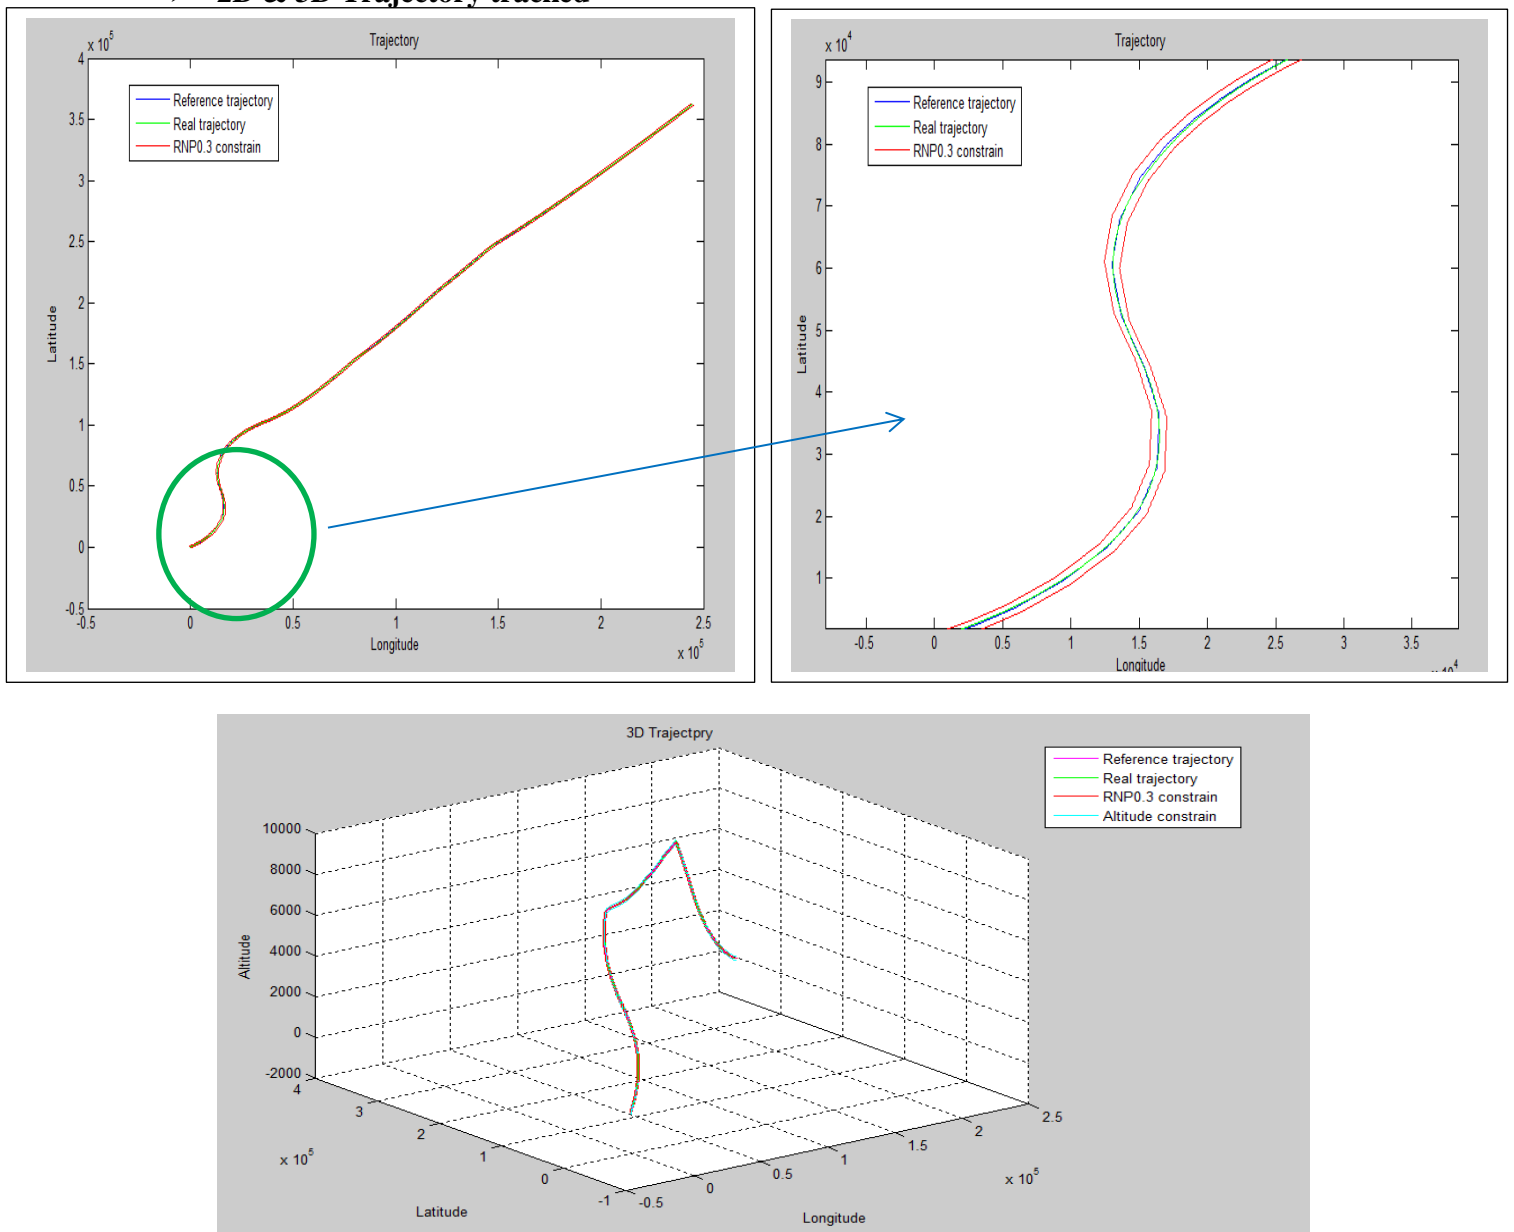 2D & 3D Trajectory tracked
Trajectory
x 10^5
4
3.5
3
2.5
2
1.5
1
0.5
0
-0.5
Latitude
Reference trajectory
Real trajectory
RNP0.3 constrain
-0.5
0
0.5
1
1.5
2
2.5
Longitude
x 10^5
Trajectory
x 10^4
9
8
7
6
5
4
3
2
1
Latitude
Reference trajectory
Real trajectory
RNP0.3 constrain
-0.5
0
0.5
1
1.5
2
2.5
3
3.5
Longitude
x 10^4
3D Trajectpry
Reference trajectory
Real trajectory
RNP0.3 constrain
Altitude constrain
10000
8000
6000
4000
2000
0
-2000
Altitude
4
3
2
1
0
-1
x 10^5
Latitude
-0.5
0
0.5
1
1.5
2
2.5
x 10^5
Longitude